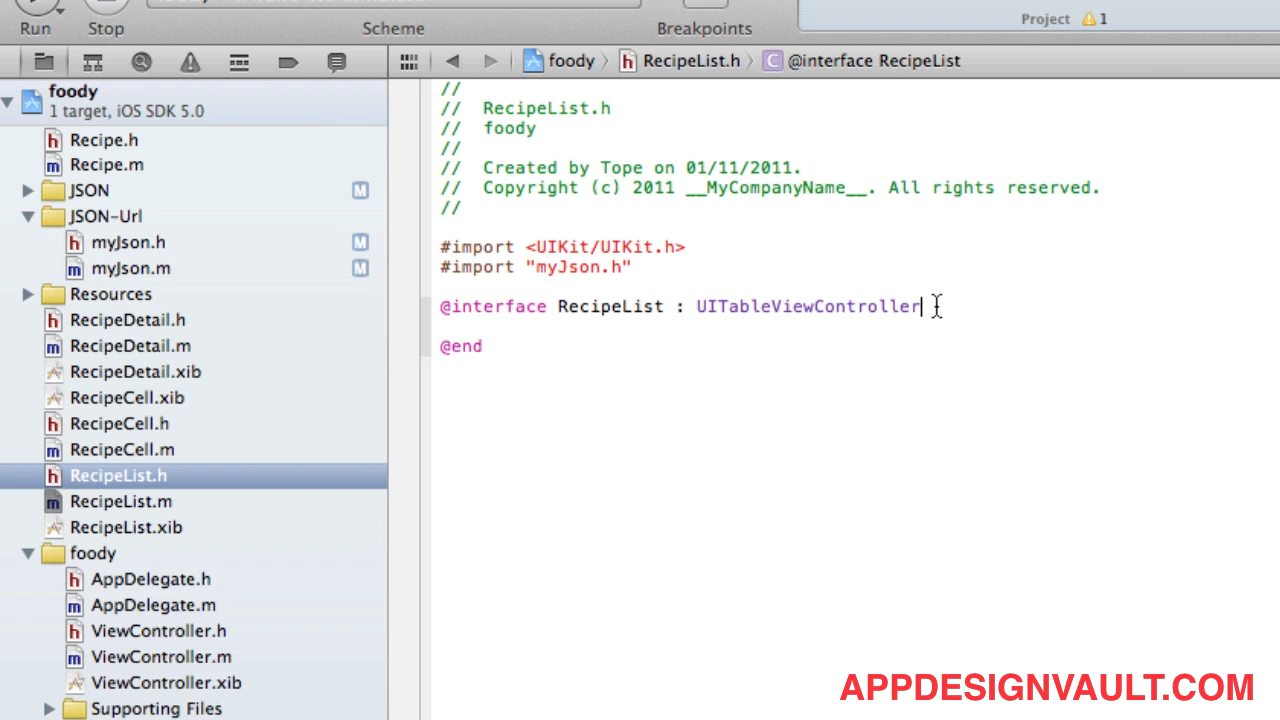 Run
Stop
Scheme
Breakpoints
Project 1
foody
RecipeList.h
@interface RecipeList
foody
1 target, iOS SDK 5.0
Recipe.h
Recipe.m
JSON M
JSON-Url
myJson.h M
myJson.m M
Resources
RecipeDetail.h
RecipeDetail.m
RecipeDetail.xib
RecipeCell.xib
RecipeCell.h
RecipeCell.m
RecipeList.h
RecipeList.m
RecipeList.xib
foody
AppDelegate.h
AppDelegate.m
ViewController.h
ViewController.m
ViewController.xib
Supporting Files
//
// RecipeList.h
// foody
//
// Created by Tope on 01/11/2011.
// Copyright (c) 2011 __MyCompanyName__. All rights reserved.
//
#import <UIKit/UIKit.h>
#import "myJson.h"
@interface RecipeList : UITableViewController
@end
APPDESIGNVAULT.COM